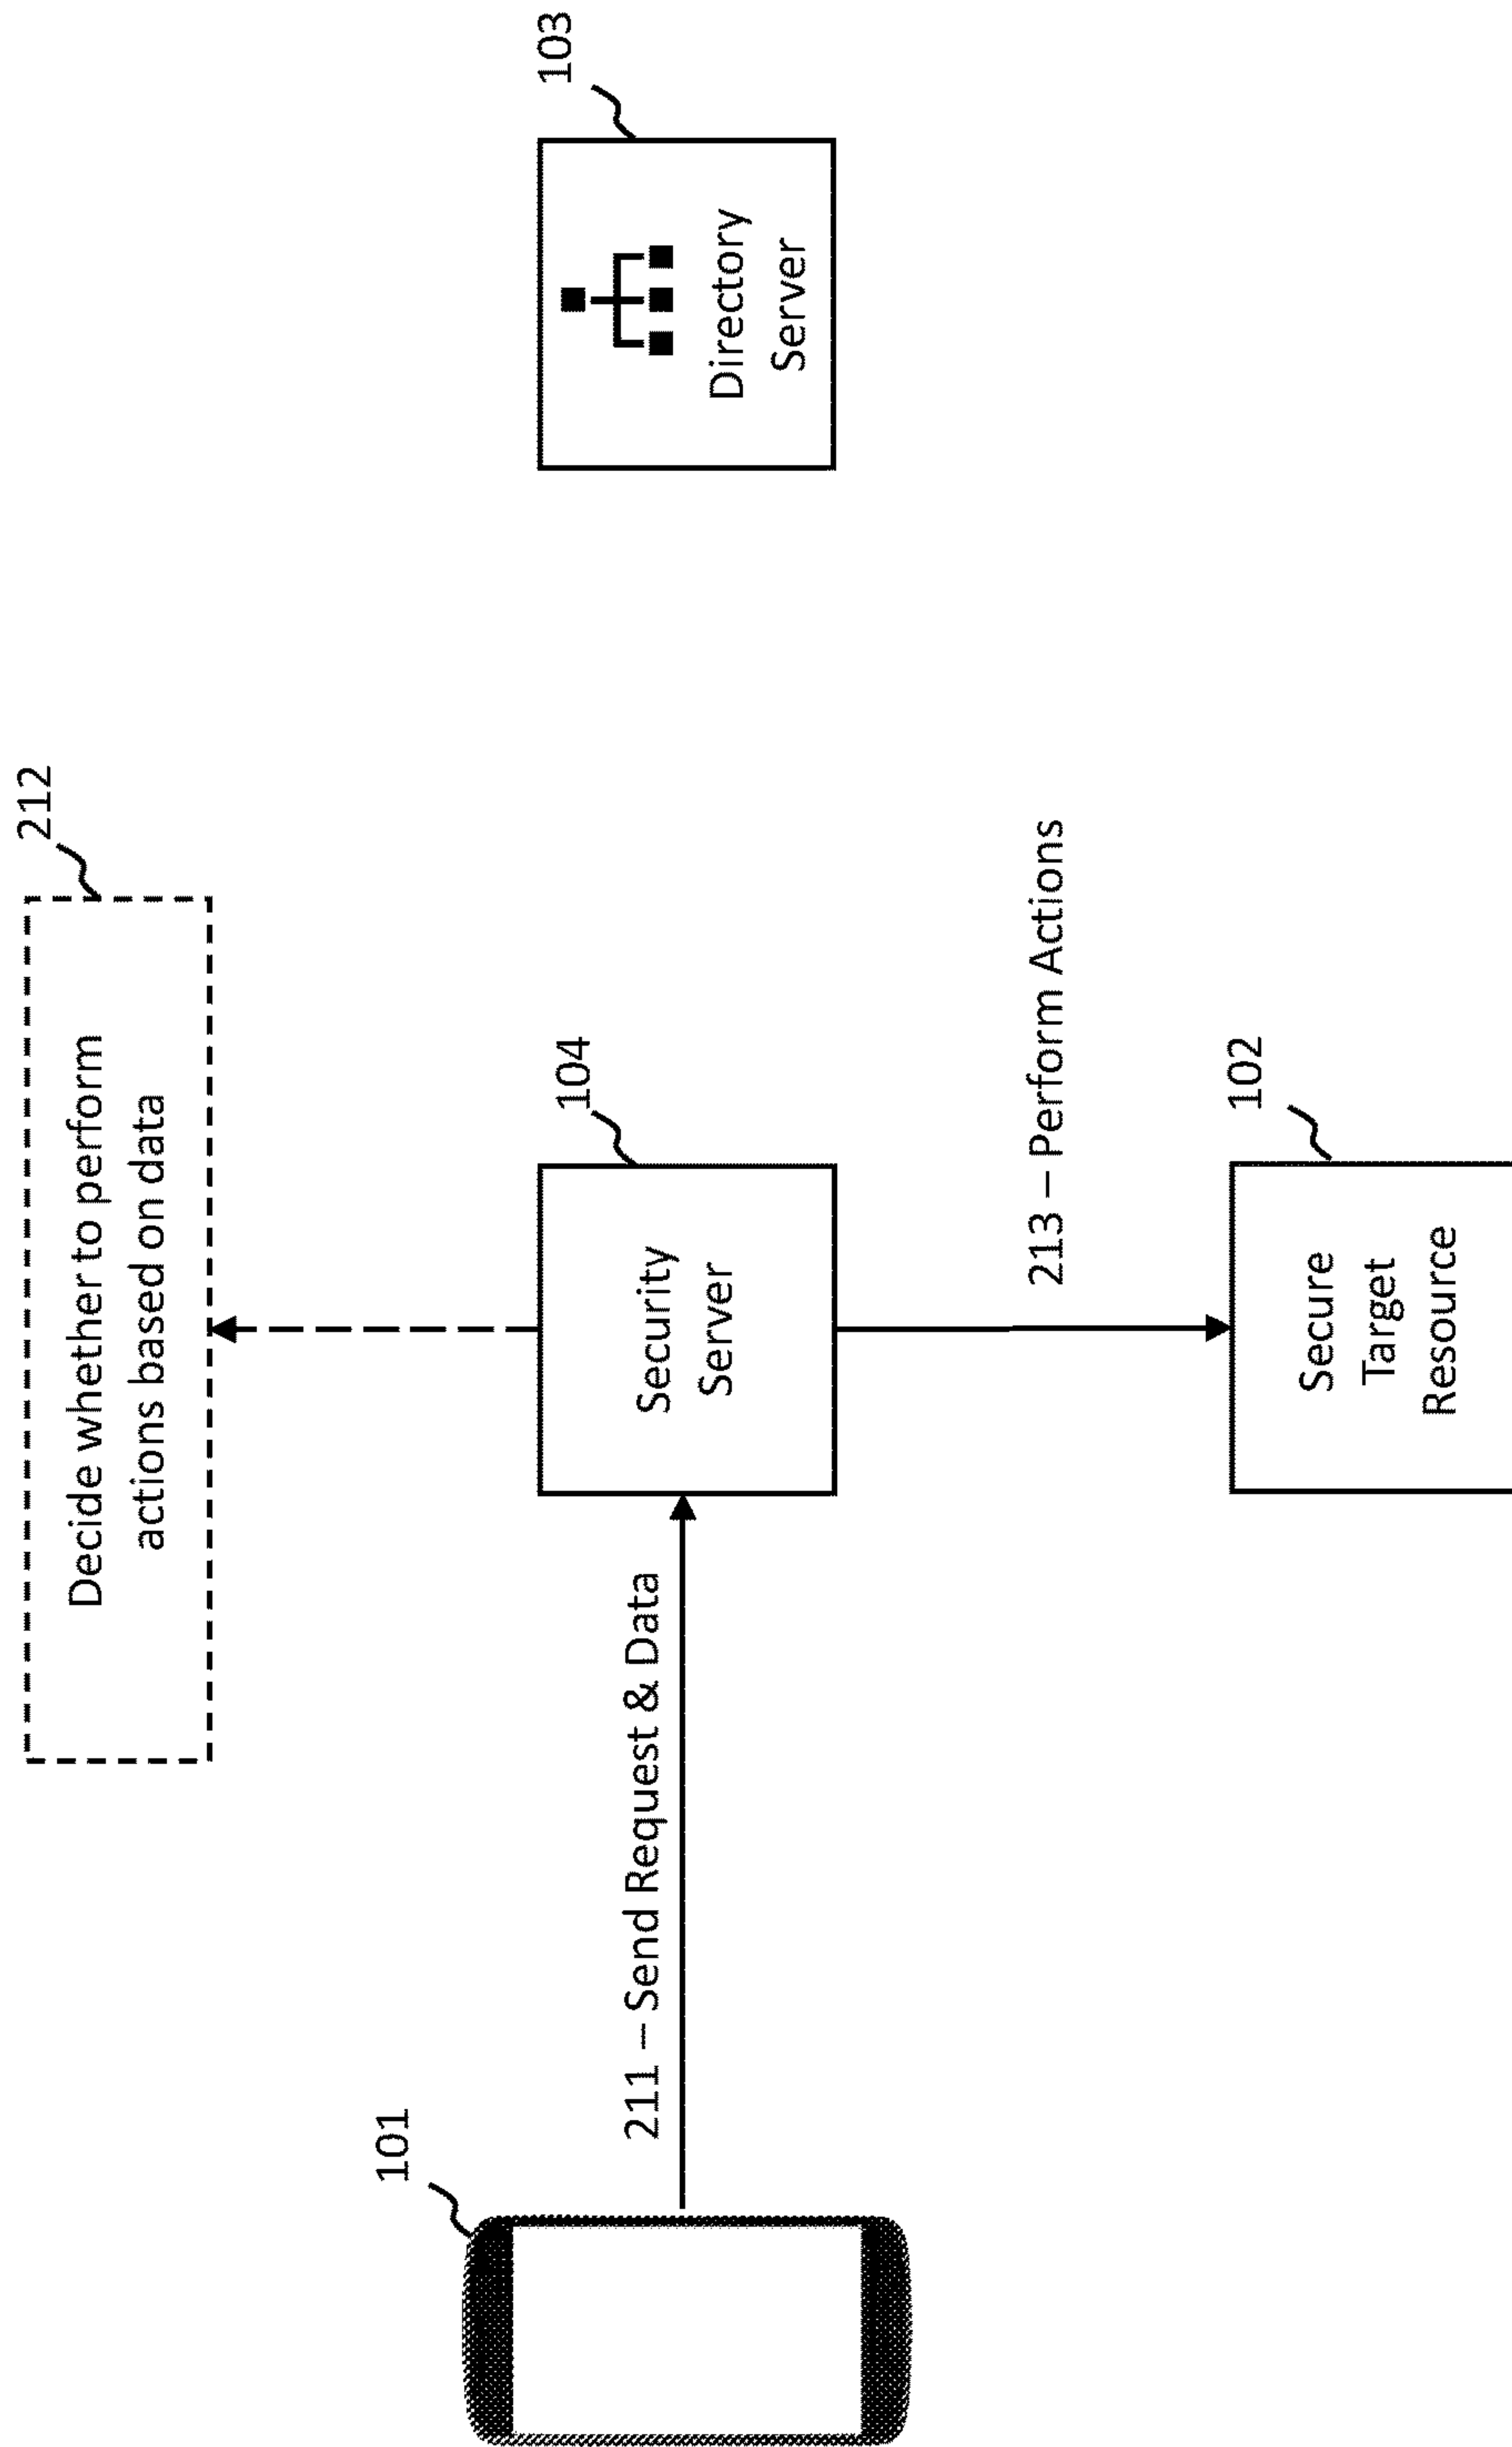 212
Decide whether to perform
actions based on data
101
211 – Send Request & Data
104
Security
Server
103
Directory
Server
213 – Perform Actions
102
Secure
Target
Resource